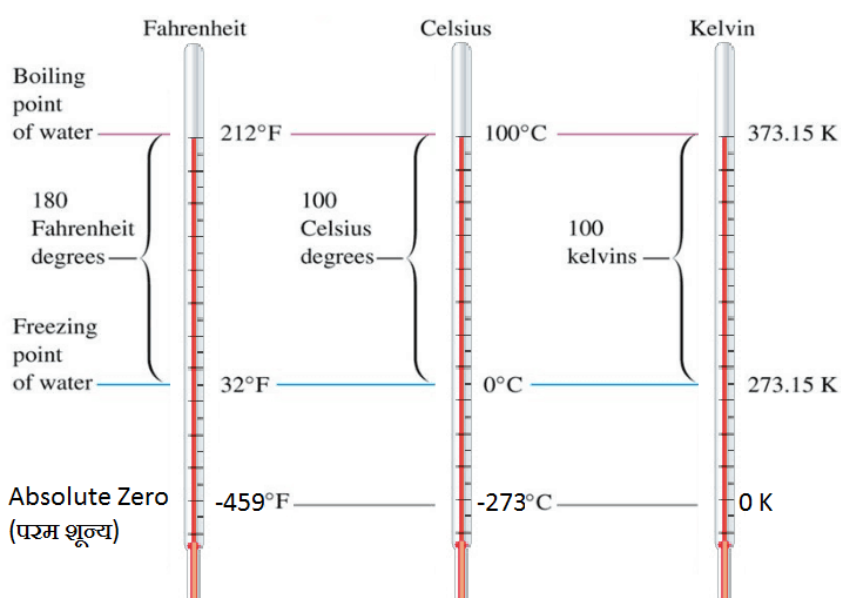 Fahrenheit
Celsius
Kelvin
Boiling
point
of water
212°F
100°C
373.15 K
180
Fahrenheit
degrees
100
Celsius
degrees
100
kelvins
Freezing
point
of water
32°F
0°C
273.15 K
Absolute Zero
(परम शून्य)
-459°F
-273°C
0 K